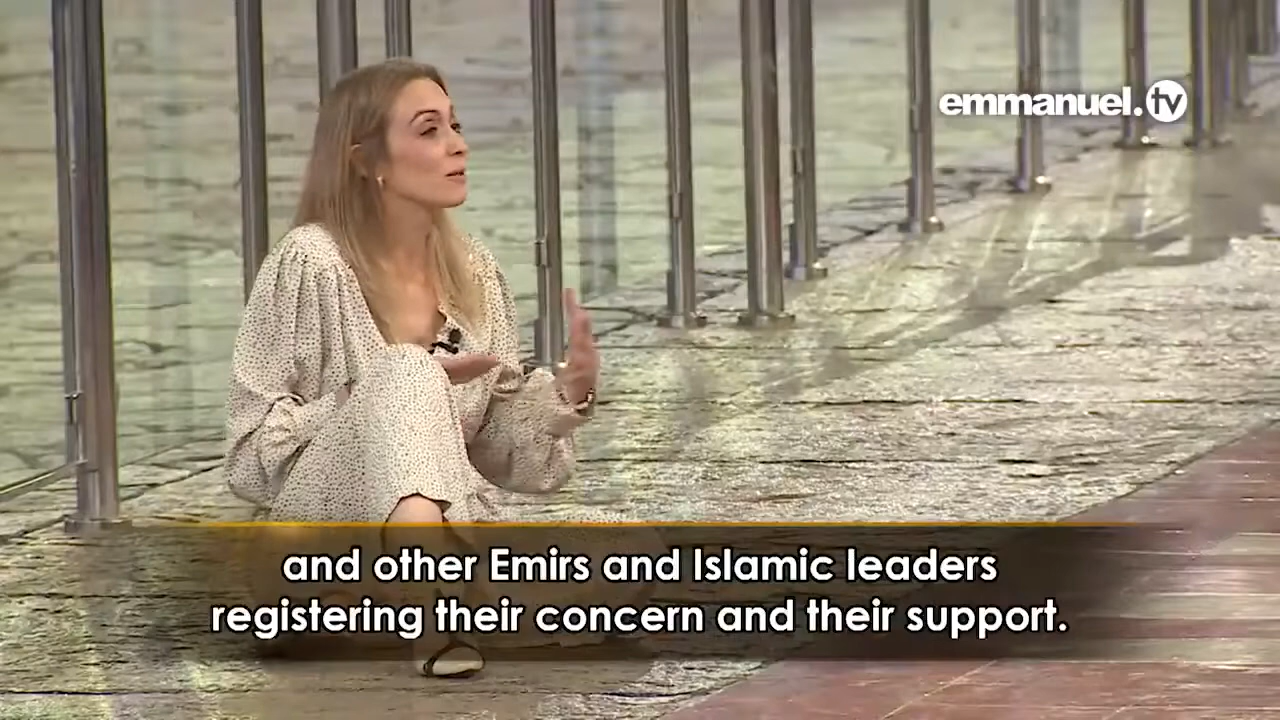 emmanuel.tv
and other Emirs and Islamic leaders
registering their concern and their support.